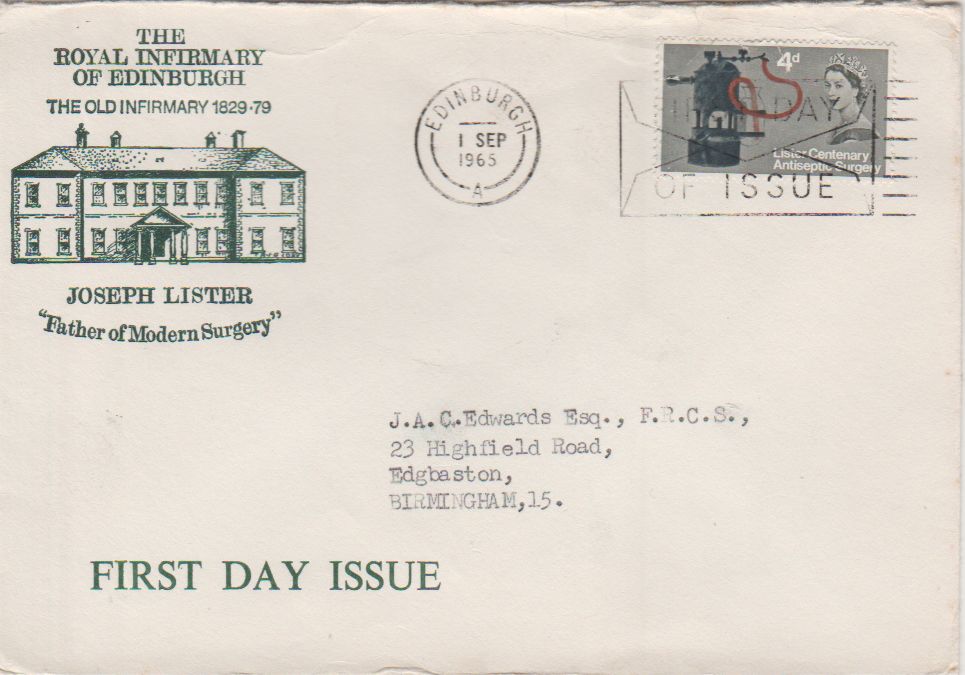 THE
ROYAL INFIRMARY
OF EDINBURGH
THE OLD INFIRMARY 1829-79
JOSEPH LISTER
"Father of Modern Surgery"
EDINBURGH
1 SEP
1965
A
4d
Lister Centenary
Antiseptic Surgery
FIRST DAY
OF ISSUE
J.A.C.Edwards Esq., F.R.C.S.,
23 Highfield Road,
Edgbaston,
BIRMINGHAM,15.
FIRST DAY ISSUE